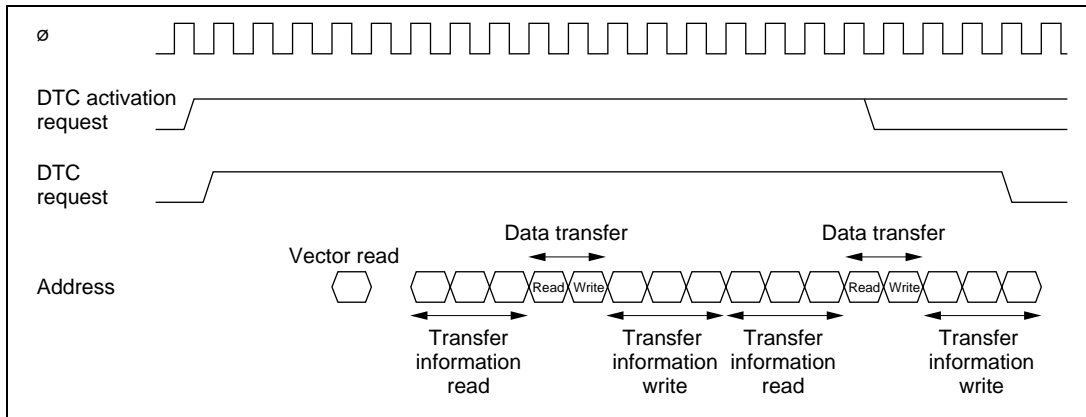 ø
DTC activation
request
DTC
request
Data transfer
Data transfer
Vector read
Address
Read
Write
Read
Write
Transfer
information
read
Transfer
information
write
Transfer
information
read
Transfer
information
write